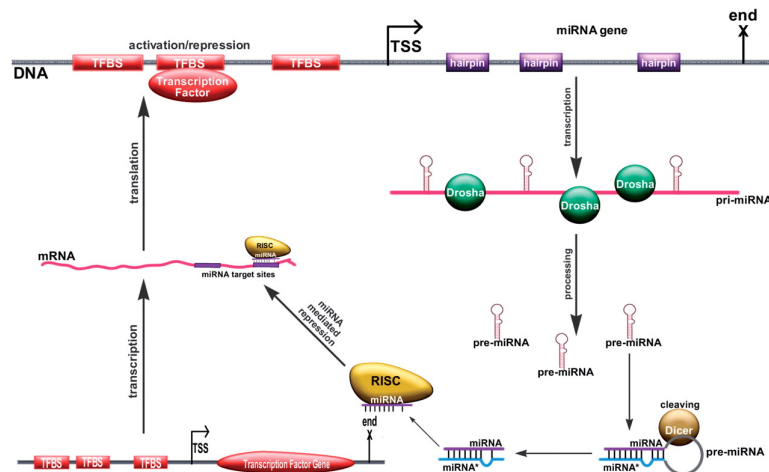 end
X
activation/repression
TSS
miRNA gene
DNA
TFBS
TFBS
TFBS
hairpin
hairpin
hairpin
Transcription
Factor
transcription
translation
Drosha
Drosha
Drosha
pri-miRNA
mRNA
RISC
miRNA
miRNA target sites
processing
miRNA
mediated
repression
pre-miRNA
pre-miRNA
pre-miRNA
transcription
RISC
miRNA
cleaving
Dicer
end
X
TSS
miRNA
miRNA*
miRNA
miRNA*
pre-miRNA
TFBS
TFBS
TFBS
Transcription Factor Gene